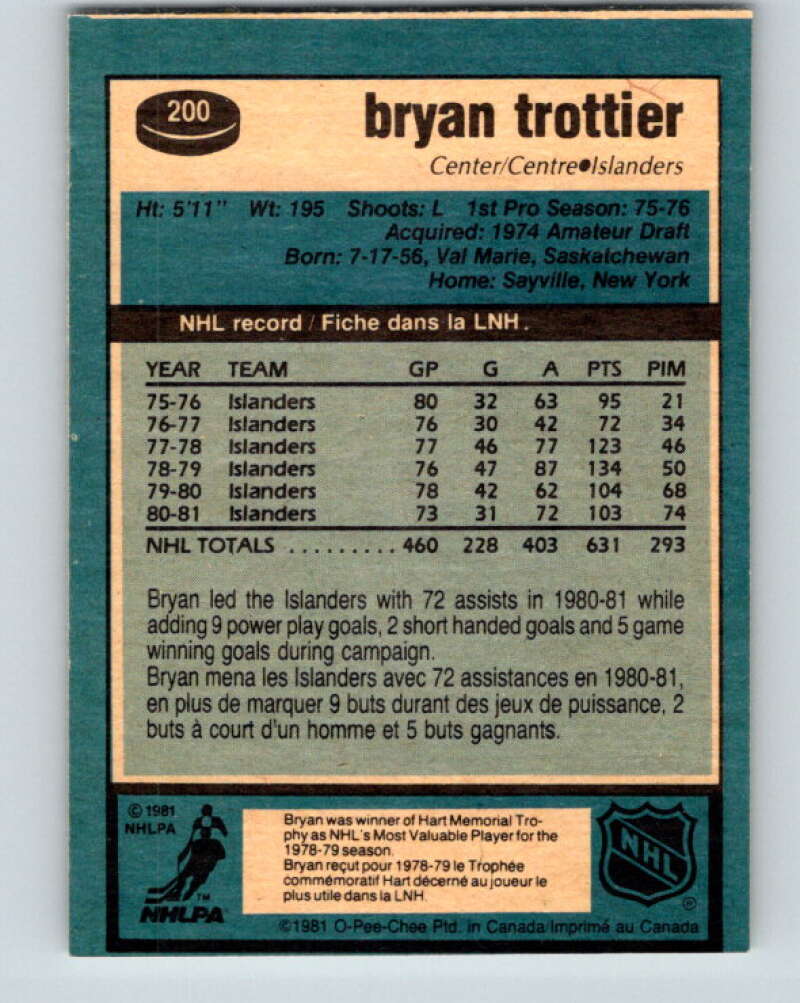 200
bryan trottier
Center/Centre●Islanders
Ht: 5'11" Wt: 195 Shoots: L 1st Pro Season: 75-76
Acquired: 1974 Amateur Draft
Born: 7-17-56, Val Marie, Saskatchewan
Home: Sayville, New York
NHL record / Fiche dans la LNH.
YEAR TEAM GP G A PTS PIM
75-76 Islanders 80 32 63 95 21
76-77 Islanders 76 30 42 72 34
77-78 Islanders 77 46 77 123 46
78-79 Islanders 76 47 87 134 50
79-80 Islanders 78 42 62 104 68
80-81 Islanders 73 31 72 103 74
NHL TOTALS .......... 460 228 403 631 293
Bryan led the Islanders with 72 assists in 1980-81 while
adding 9 power play goals, 2 short handed goals and 5 game
winning goals during campaign.
Bryan mena les Islanders avec 72 assistances en 1980-81,
en plus de marquer 9 buts durant des jeux de puissance, 2
buts à court d'un homme et 5 buts gagnants.
© 1981
NHLPA
TM
NHLPA
Bryan was winner of Hart Memorial Tro-
phy as NHL's Most Valuable Player for the
1978-79 season.
Bryan reçut pour 1978-79 le Trophée
commémoratif Hart décerné au joueur le
plus utile dans la LNH.
NHL
®
©1981 O-Pee-Chee Ptd. in Canada/Imprimé au Canada